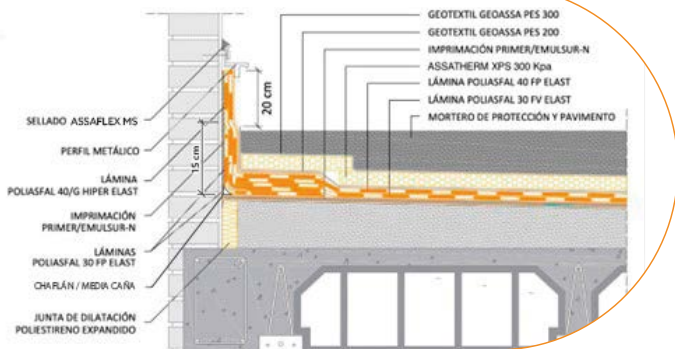 GEOTEXTIL GEOASSA PES 300
GEOTEXTIL GEOASSA PES 200
IMPRIMACIÓN PRIMER/EMULSUR-N
ASSATHERM XPS 300 Kpa
LÁMINA POLIASFAL 40 FP ELAST
LÁMINA POLIASFAL 30 FV ELAST
MORTERO DE PROTECCIÓN Y PAVIMENTO
20 cm
15 cm
SELLADO ASSAFLEX MS
PERFIL METÁLICO
LÁMINA
POLIASFAL 40/G HIPER ELAST
IMPRIMACIÓN
PRIMER/EMULSUR-N
LÁMINAS
POLIASFAL 30 FP ELAST
CHAFLÁN / MEDIA CAÑA
JUNTA DE DILATACIÓN
POLIESTIRENO EXPANDIDO